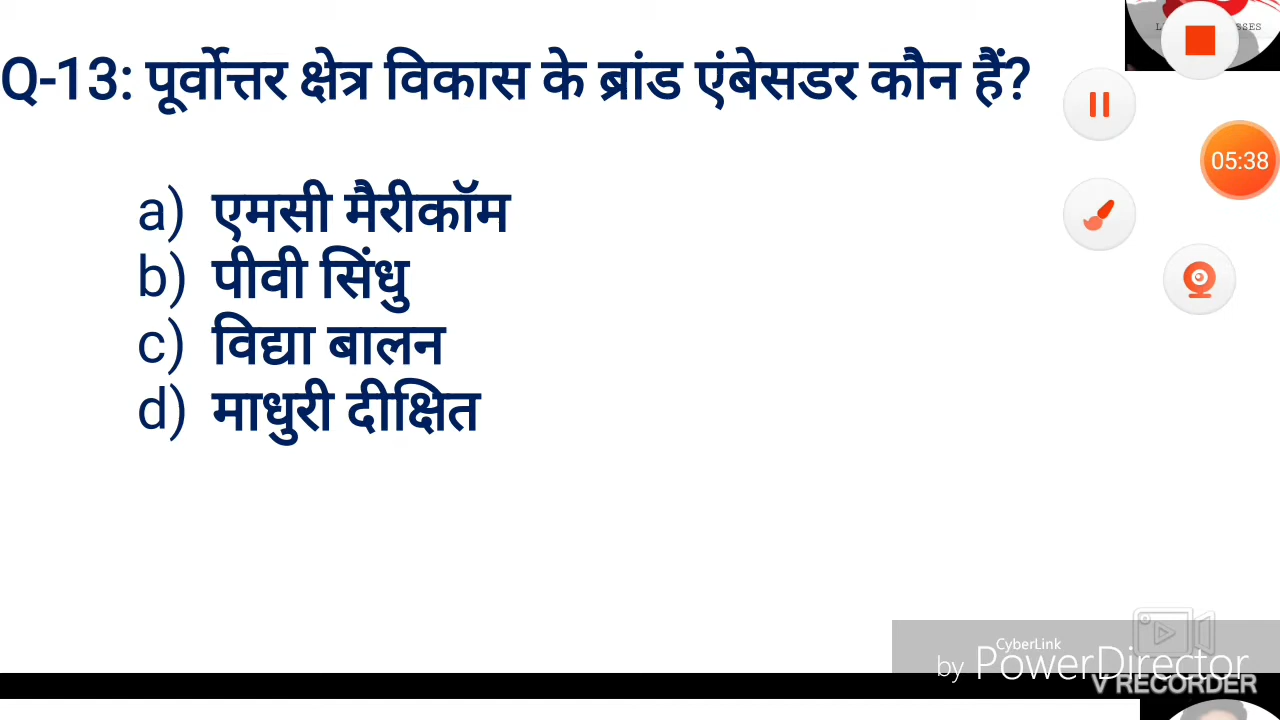 Q-13: पूर्वोत्तर क्षेत्र विकास के ब्रांड एंबेसडर कौन हैं?
05:38
a) एमसी मैरीकॉम
b) पीवी सिंधु
c) विद्या बालन
d) माधुरी दीक्षित
CyberLink
by PowerDirector
V RECORDER